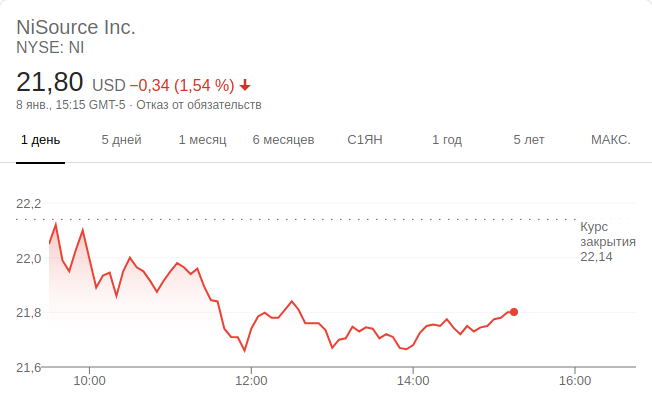 NiSource Inc.
NYSE: NI
21,80 USD −0,34 (1,54 %)
8 янв., 15:15 GMT-5 · Отказ от обязательств
1 день 5 дней 1 месяц 6 месяцев С1ЯН 1 год 5 лет МАКС.
22,2
Курс
закрытия
22,14
22,0
21,8
21,6
10:00 12:00 14:00 16:00